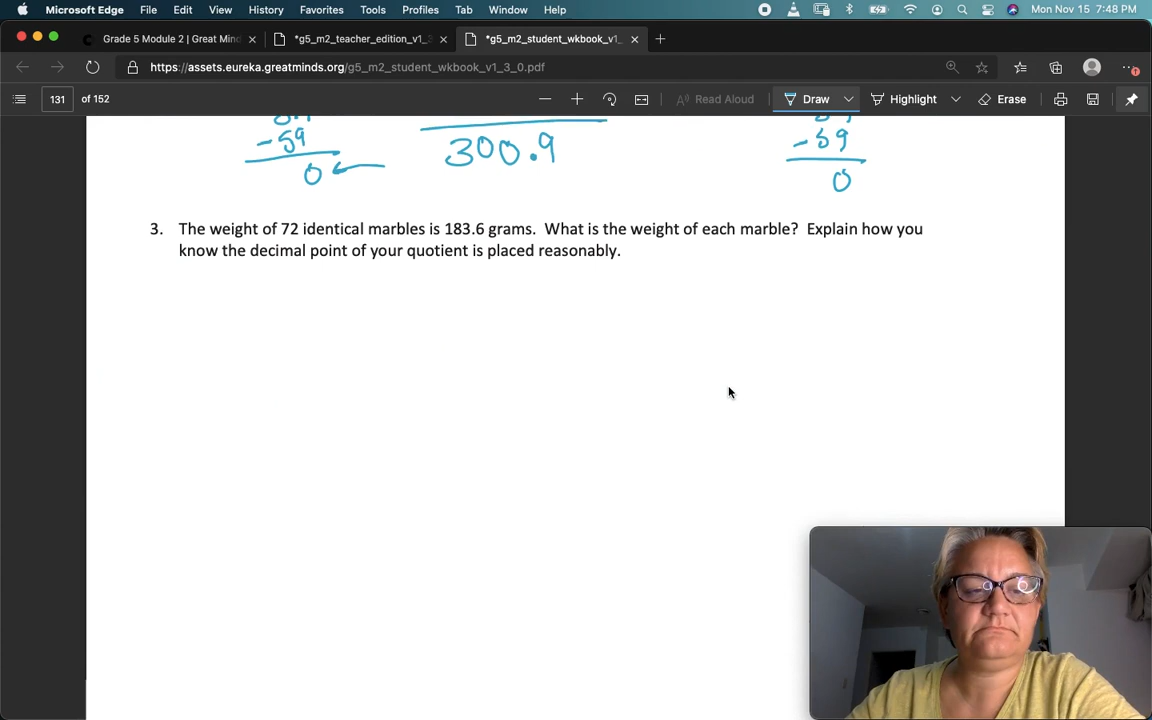 Microsoft Edge File Edit View History Favorites Tools Profiles Tab Window Help Mon Nov 15 7:48 PM
Grade 5 Module 2 | Great Mind *g5_m2_teacher_edition_v1_3 *g5_m2_student_wkbook_v1_
https://assets.eureka.greatminds.org/g5_m2_student_wkbook_v1_3_0.pdf
131 of 152 Read Aloud Draw Highlight Erase
-59 300.9 -59
0 0
3. The weight of 72 identical marbles is 183.6 grams. What is the weight of each marble? Explain how you
know the decimal point of your quotient is placed reasonably.